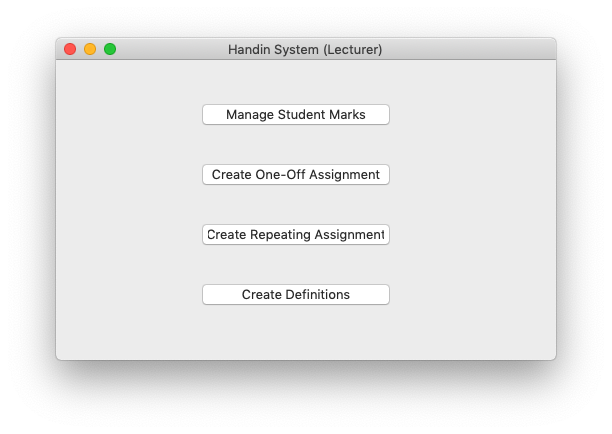 Handin System (Lecturer)
Manage Student Marks
Create One-Off Assignment
Create Repeating Assignment
Create Definitions